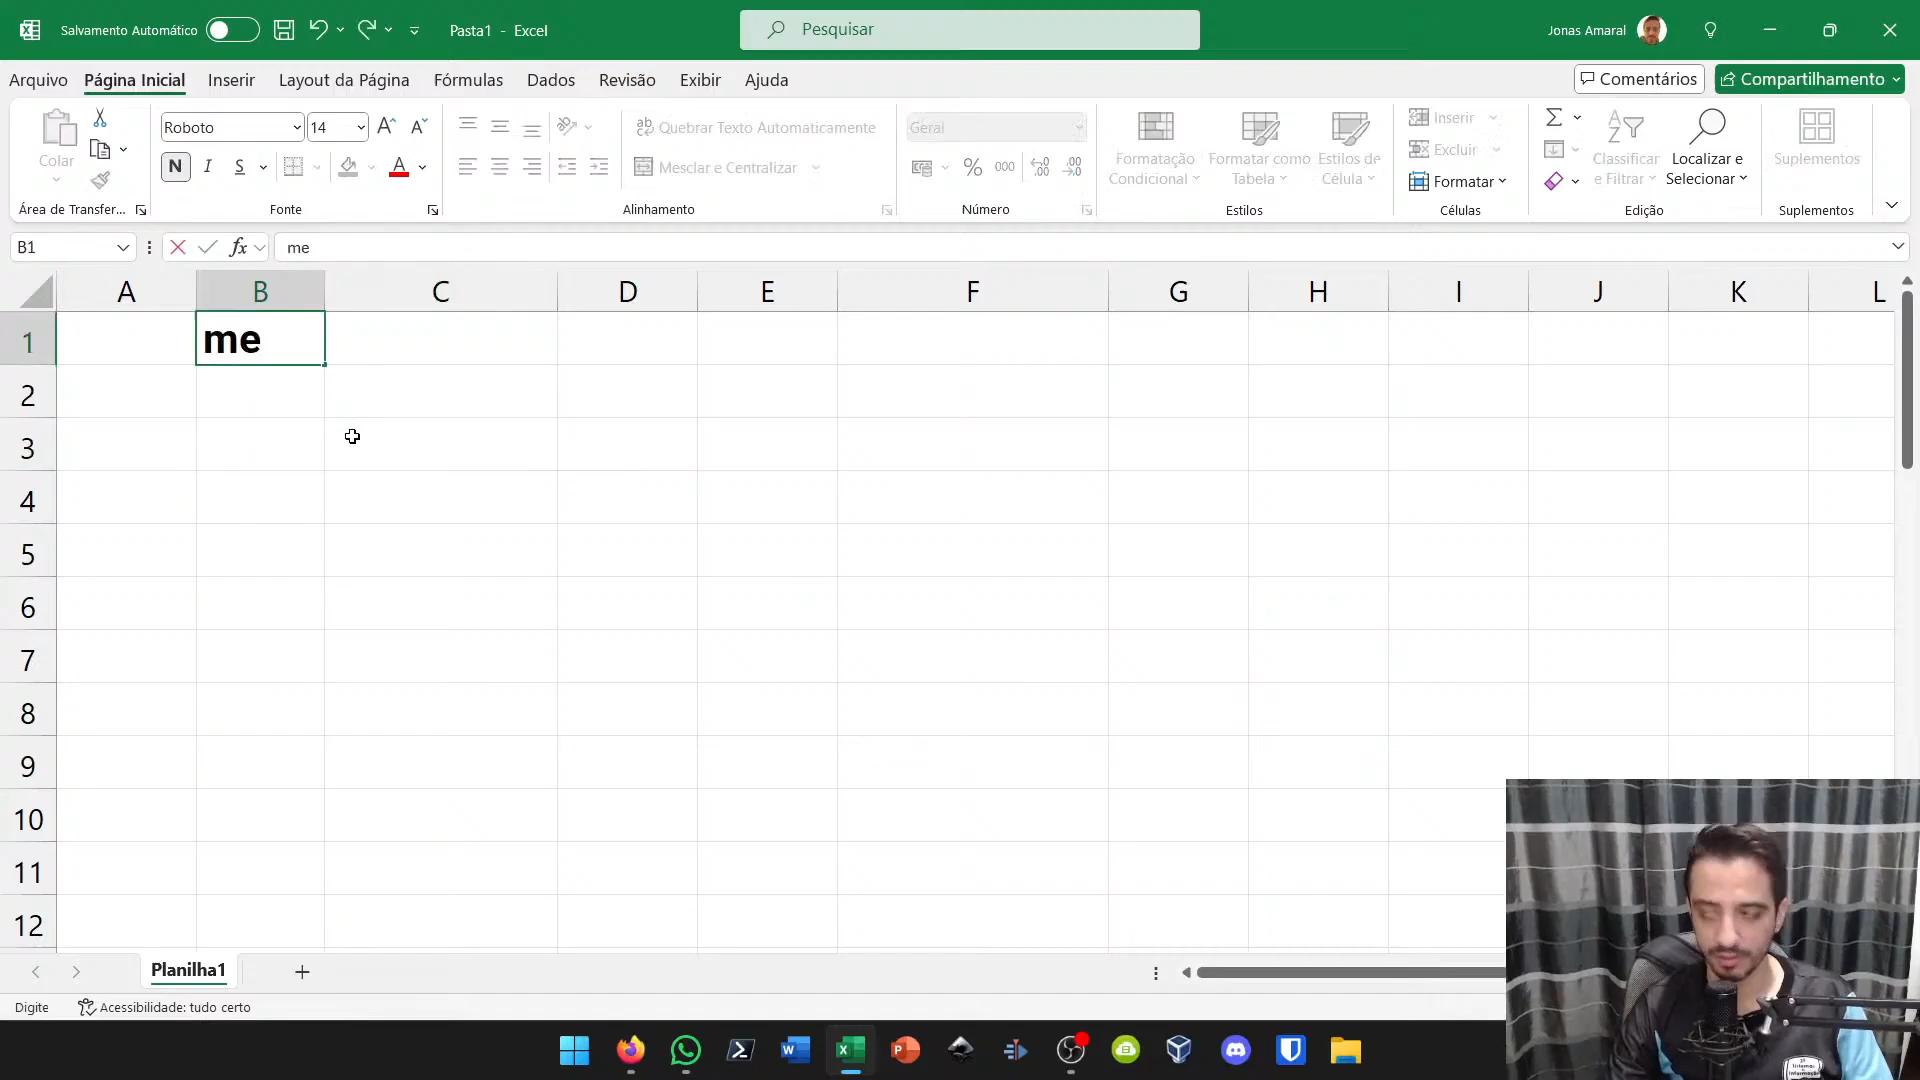 Salvamento Automático
Pasta1 - Excel
Pesquisar
Jonas Amaral
Arquivo
Página Inicial
Inserir
Layout da Página
Fórmulas
Dados
Revisão
Exibir
Ajuda
Comentários
Compartilhamento
Colar
Área de Transfer...
Roboto
14
N I S
Fonte
Quebrar Texto Automaticamente
Mesclar e Centralizar
Alinhamento
Geral
% 000
Número
Formatação Condicional
Formatar como Tabela
Estilos de Célula
Estilos
Inserir
Excluir
Formatar
Células
Classificar e Filtrar
Localizar e Selecionar
Edição
Suplementos
Suplementos
B1
fx
me
A B C D E F G H I J K L
1 me
2
3
4
5
6
7
8
9
10
11
12
Planilha1
Digite
Acessibilidade: tudo certo